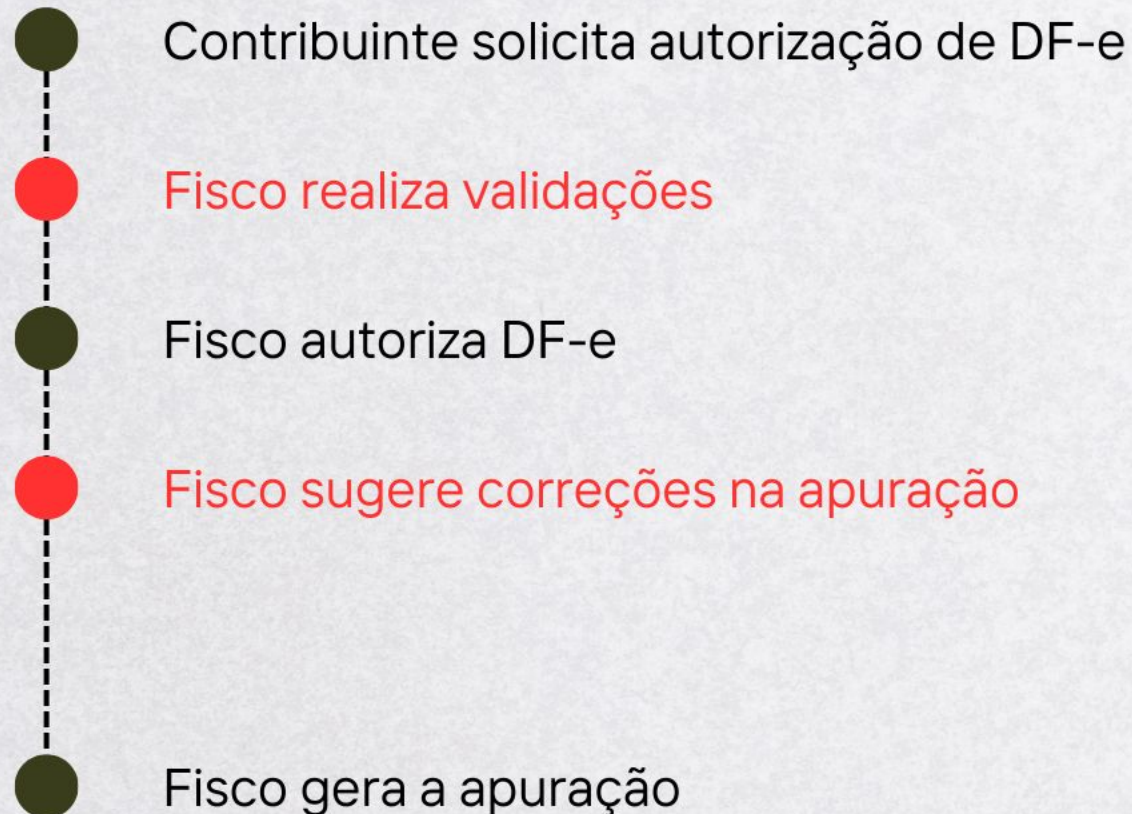 Contribuinte solicita autorização de DF-e
Fisco realiza validações
Fisco autoriza DF-e
Fisco sugere correções na apuração
Fisco gera a apuração